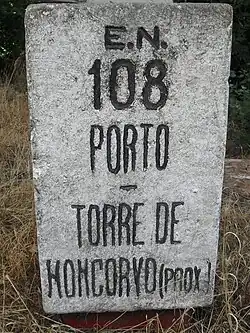 E.N.
108
PORTO
-
TORRE DE
MONCORVO (PROX.)